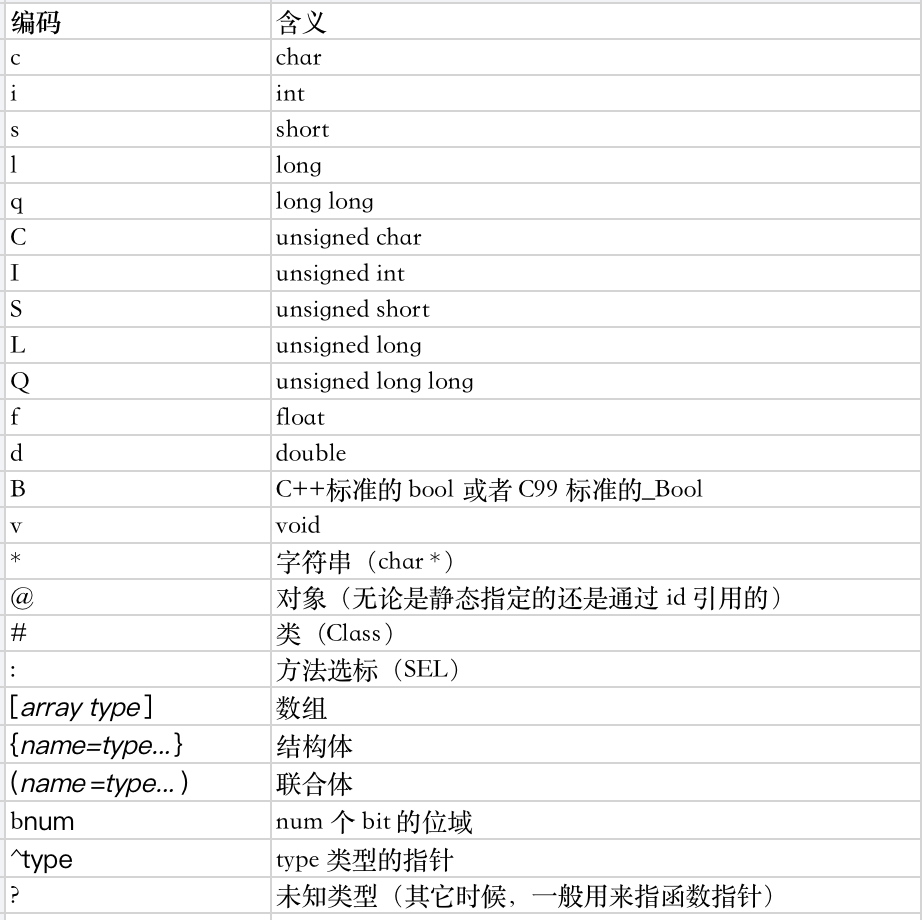 编码 含义
c char
i int
s short
l long
q long long
C unsigned char
I unsigned int
S unsigned short
L unsigned long
Q unsigned long long
f float
d double
B C++标准的 bool 或者 C99 标准的_Bool
v void
* 字符串（char *）
@ 对象（无论是静态指定的还是通过 id 引用的）
# 类（Class）
: 方法选标（SEL）
[array type] 数组
{name=type...} 结构体
(name=type...) 联合体
bnum num 个 bit 的位域
^type type 类型的指针
? 未知类型（其它时候，一般用来指函数指针）